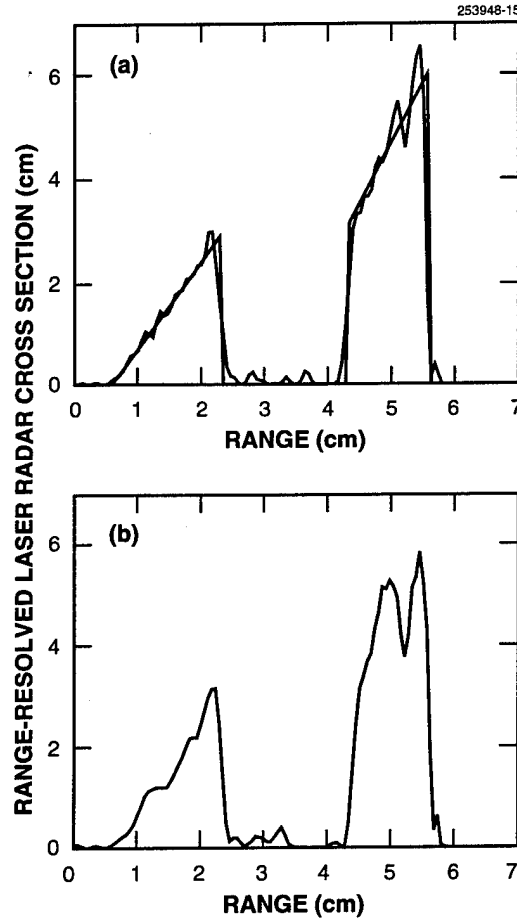 253948-15
(a)
6
4
2
0
0 1 2 3 4 5 6 7
RANGE (cm)
RANGE-RESOLVED LASER RADAR CROSS SECTION (cm)
(b)
6
4
2
0
0 1 2 3 4 5 6 7
RANGE (cm)